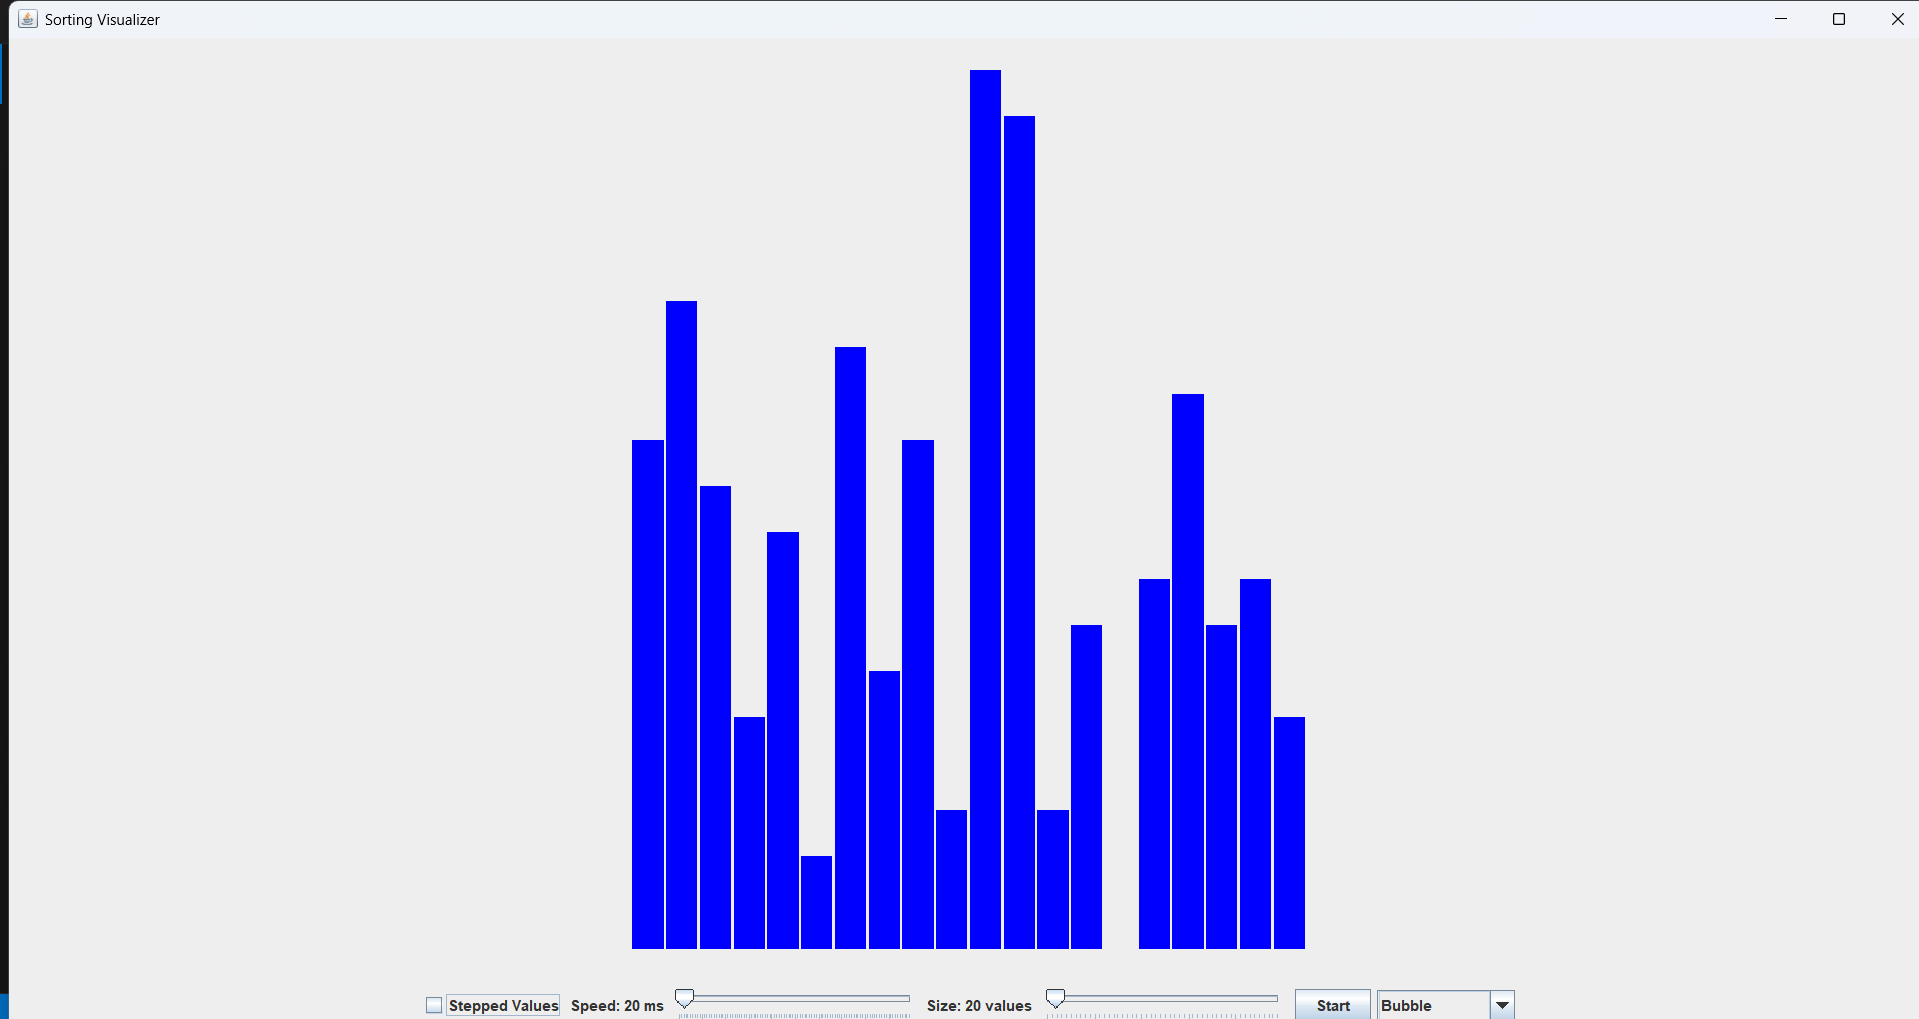 Sorting Visualizer
Stepped Values Speed: 20 ms Size: 20 values Start Bubble